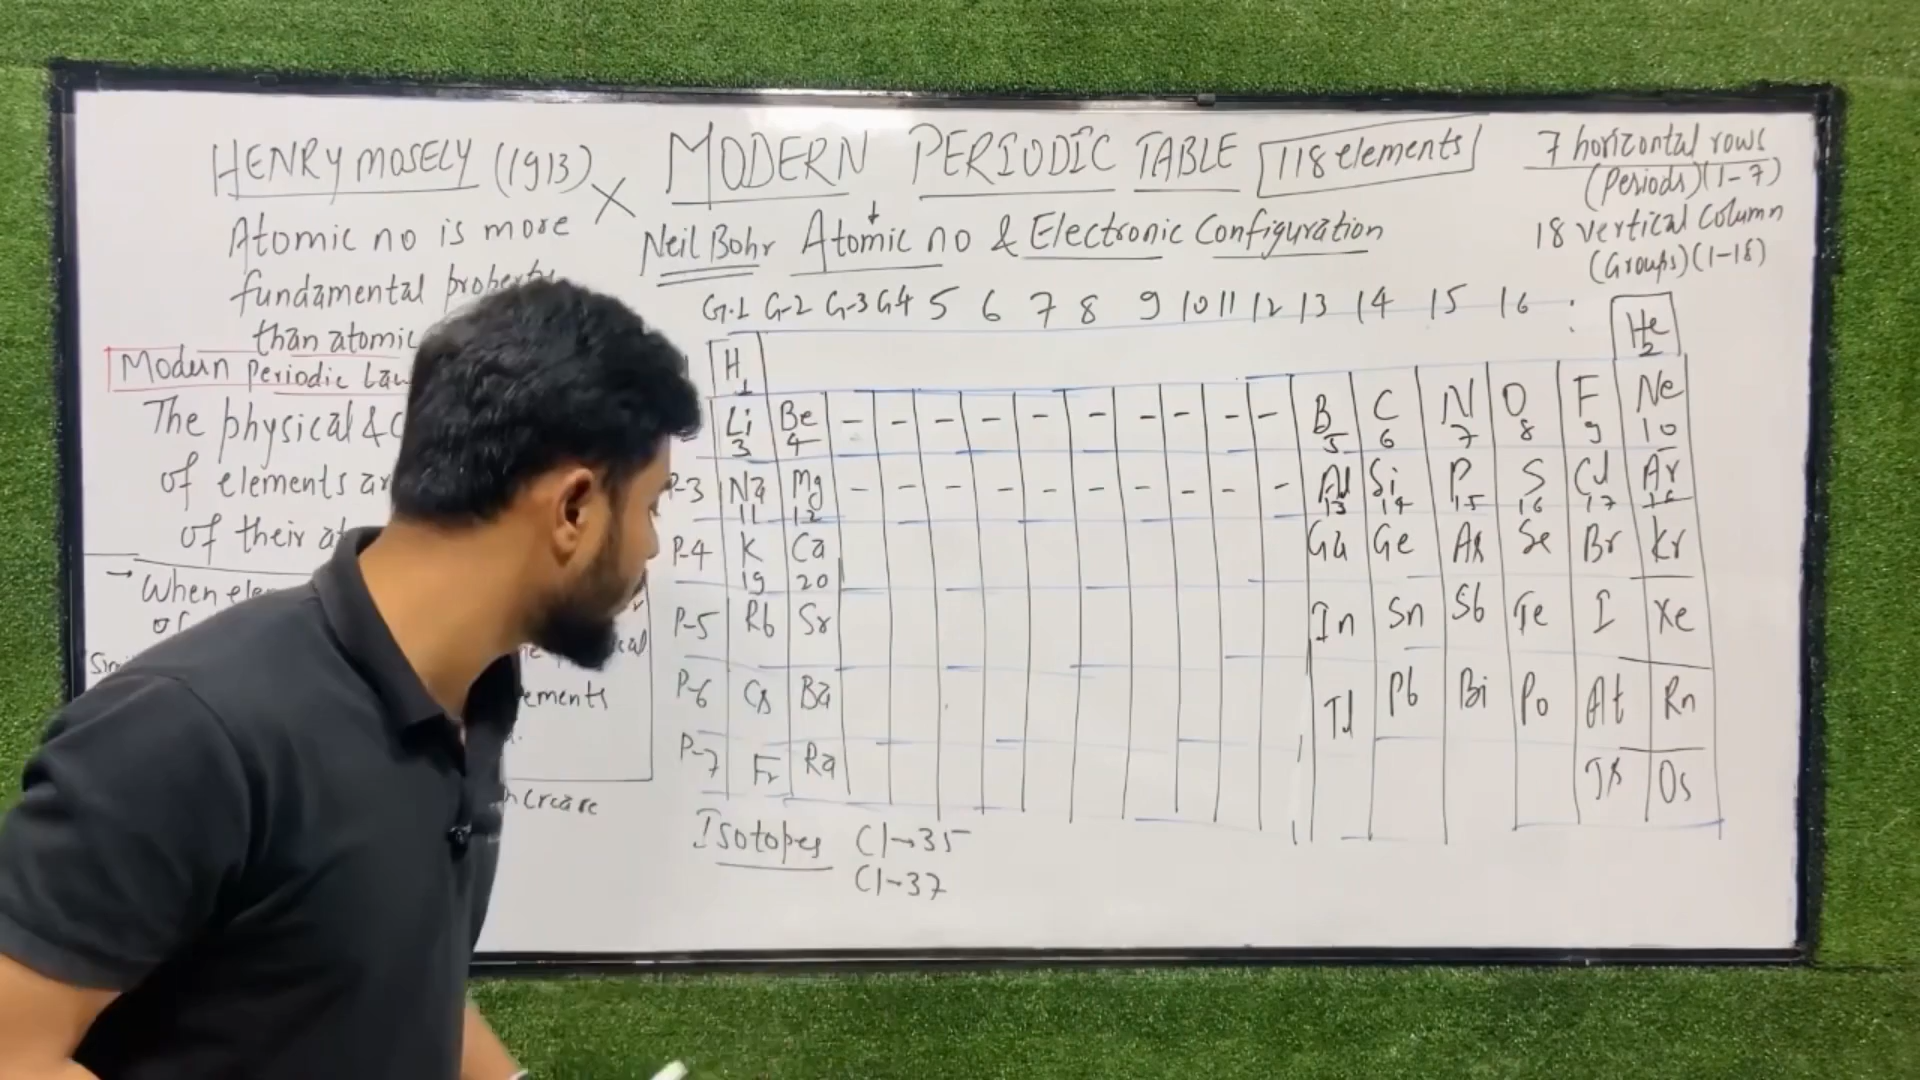 HENRY MOSELY (1913)
Atomic no is more
fundamental property
than atomic
Modern Periodic Law
The physical &
of elements
of their
→ When
of
ements
crease
MODERN PERIODIC TABLE 118 elements
Neil Bohr Atomic no & Electronic Configuration
7 horizontal rows
(Periods) (1-7)
18 vertical Column
(Groups) (1-18)
G-1 G-2 G-3 G-4 5 6 7 8 9 10 11 12 13 14 15 16 :
H 1 He 2
Li 3 Be 4 - - - - - - - - - - B 5 C 6 N 7 O 8 F 9 Ne 10
P-3 Na 11 Mg 12 - - - - - - - - - - Al 13 Si 14 P 15 S 16 Cl 17 Ar 18
P-4 K 19 Ca 20 Ga Ge As Se Br Kr
P-5 Rb Sr In Sn Sb Te I Xe
P-6 Cs Ba Tl Pb Bi Po At Rn
P-7 Fr Ra Ts Os
Isotopes Cl→35
Cl-37